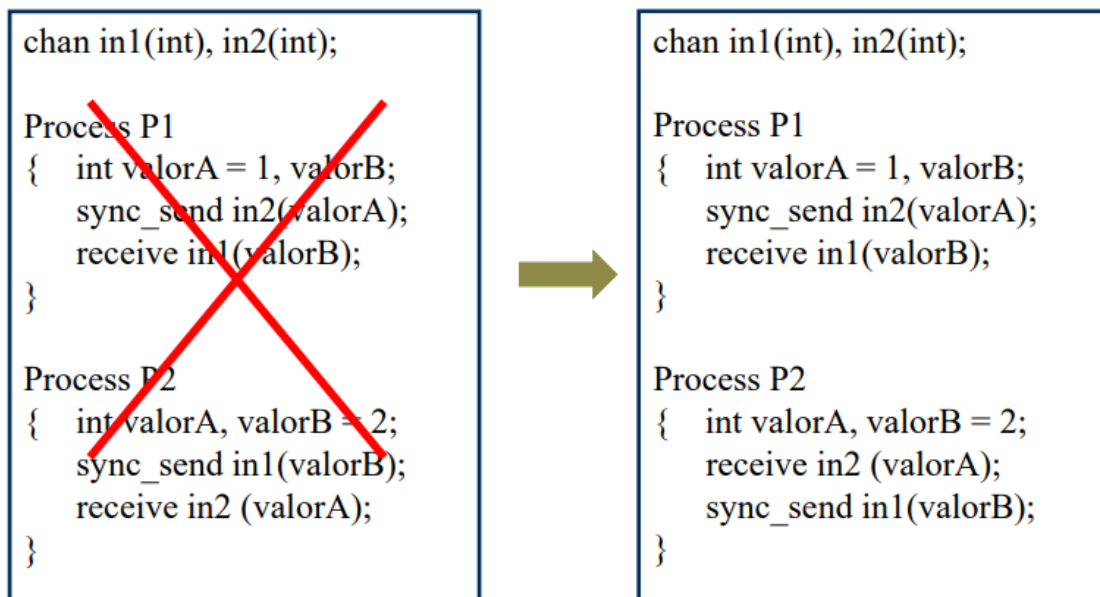 chan in1(int), in2(int);
Process P1
{ int valorA = 1, valorB;
sync_send in2(valorA);
receive in1(valorB);
}
Process P2
{ int valorA, valorB = 2;
sync_send in1(valorB);
receive in2 (valorA);
}
chan in1(int), in2(int);
Process P1
{ int valorA = 1, valorB;
sync_send in2(valorA);
receive in1(valorB);
}
Process P2
{ int valorA, valorB = 2;
receive in2 (valorA);
sync_send in1(valorB);
}